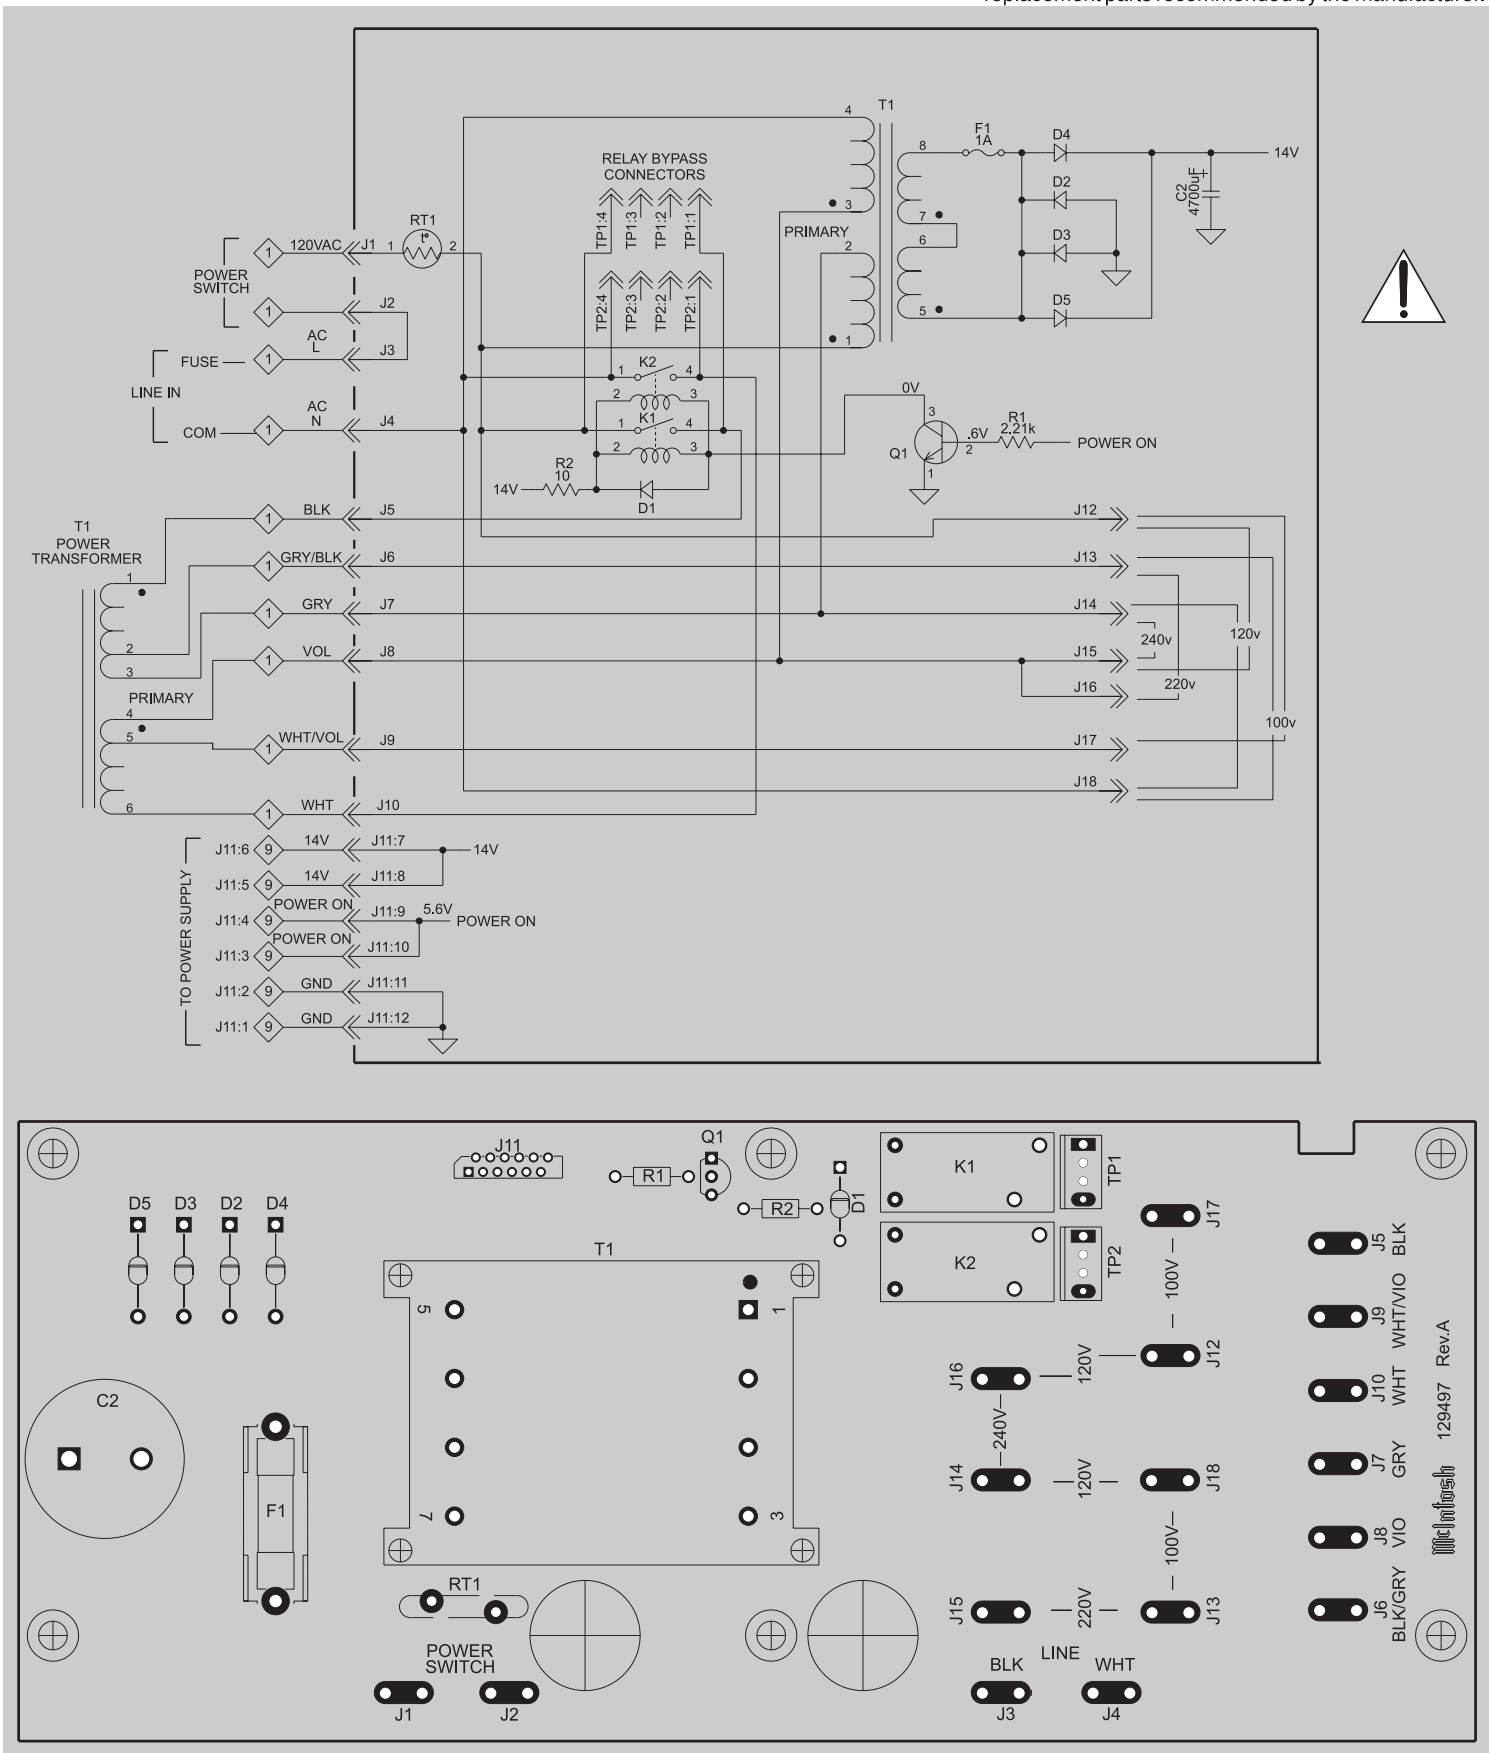 replacement parts recommended by the manufacturer.
T1
4
3
PRIMARY
2
1
8
7
6
5
F1
1A
D4
D2
D3
D5
C2
4700uF
+
14V
RELAY BYPASS
CONNECTORS
TP1:4
TP1:3
TP1:2
TP1:1
TP2:4
TP2:3
TP2:2
TP2:1
RT1
t°
POWER
SWITCH
1
120VAC
J1
1
2
1
J2
LINE IN
FUSE
1
AC
L
J3
COM
1
AC
N
J4
K2
1
4
2
3
K1
1
4
2
3
R2
10
14V
D1
0V
3
Q1
1
.6V
2
R1
2.21k
POWER ON
T1
POWER
TRANSFORMER
1
2
3
PRIMARY
4
5
6
1
BLK
J5
1
GRY/BLK
J6
1
GRY
J7
1
VOL
J8
1
WHT/VOL
J9
1
WHT
J10
J12
J13
J14
J15
J16
J17
J18
240v
120v
220v
100v
TO POWER SUPPLY
J11:6
9
14V
J11:7
14V
J11:5
9
14V
J11:8
J11:4
9
POWER ON
J11:9
5.6V
POWER ON
J11:3
9
POWER ON
J11:10
J11:2
9
GND
J11:11
J11:1
9
GND
J11:12
J11
Q1
R1
R2
D1
K1
TP1
K2
TP2
D5
D3
D2
D4
T1
5
1
7
3
C2
F1
RT1
POWER
SWITCH
J1
J2
J17
100V
J12
J16
120V
240V
J14
120V
J18
100V
J15
220V
J13
LINE
BLK
WHT
J3
J4
J5
BLK
J9
WHT/VIO
J10
WHT
J7
GRY
J8
VIO
J6
BLK/GRY
McIntosh
129497
Rev.A